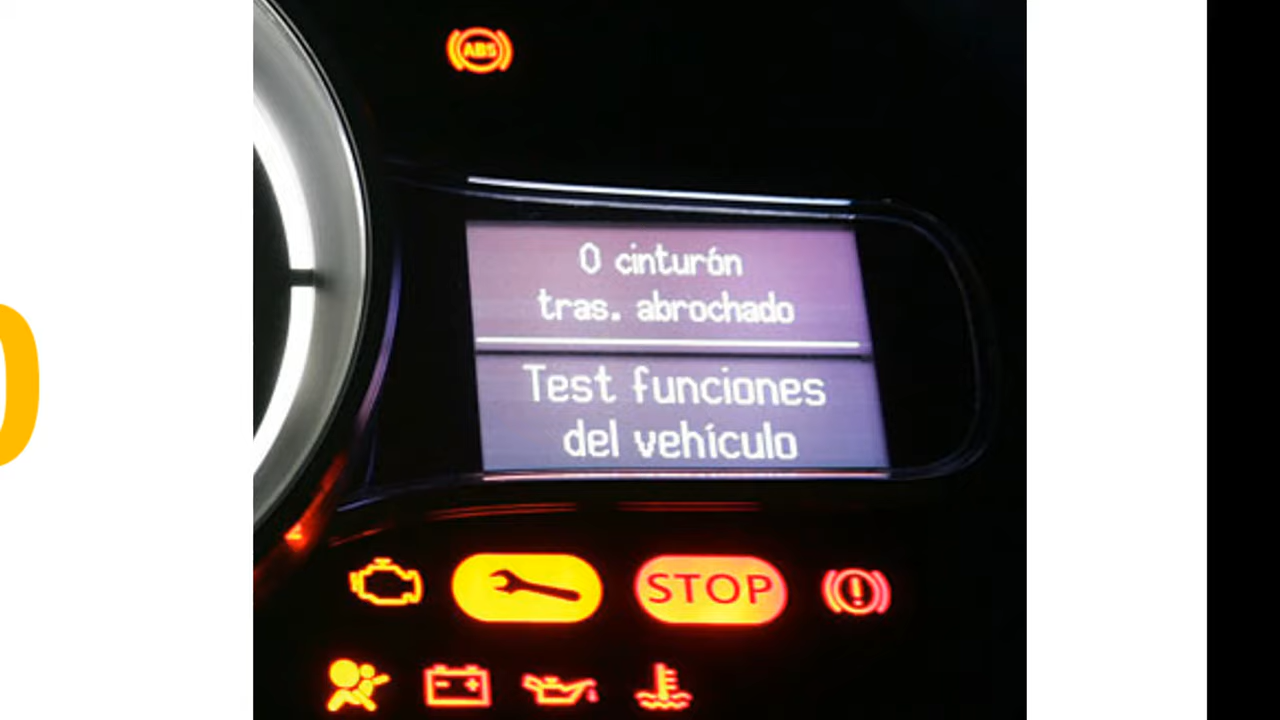 ABS
0 cinturón
tras. abrochado
Test funciones
del vehículo
STOP